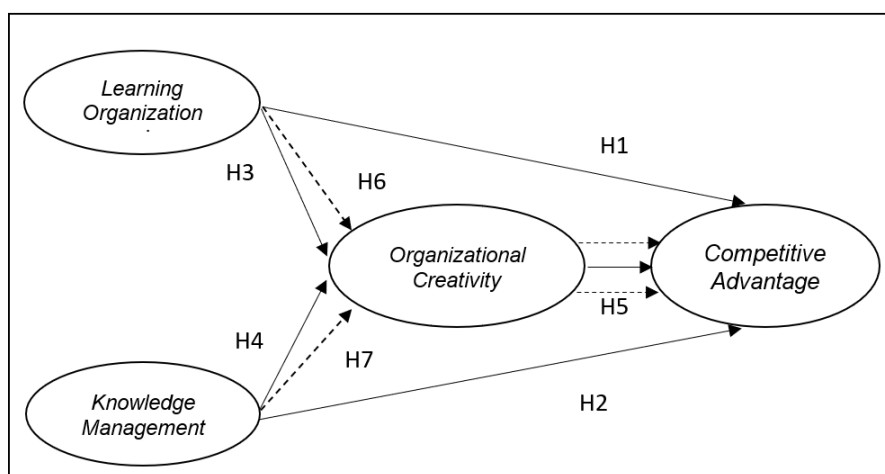 Learning
Organization
.
H1
H3
H6
Organizational
Creativity
Competitive
Advantage
H5
H4
H7
Knowledge
Management
H2